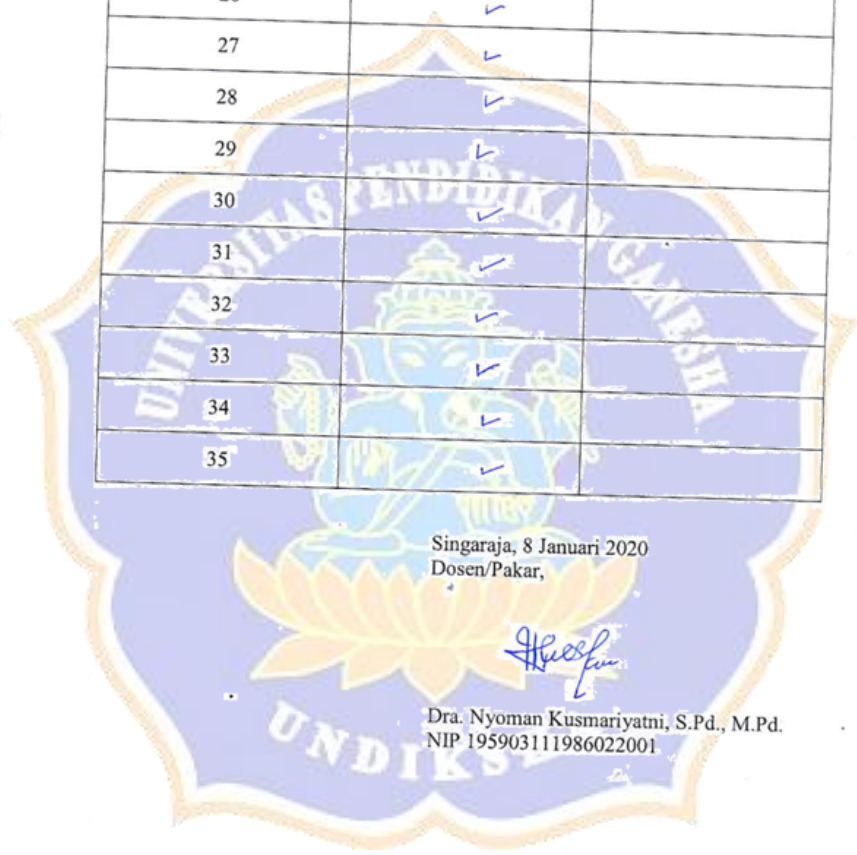 27 ✓
28 ✓
29 ✓
30 ✓
31 ✓
32 ✓
33 ✓
34 ✓
35 ✓
UNIVERSITAS PENDIDIKAN GANESHA
Singaraja, 8 Januari 2020
Dosen/Pakar,
Dra. Nyoman Kusmariyatni, S.Pd., M.Pd.
NIP 195903111986022001